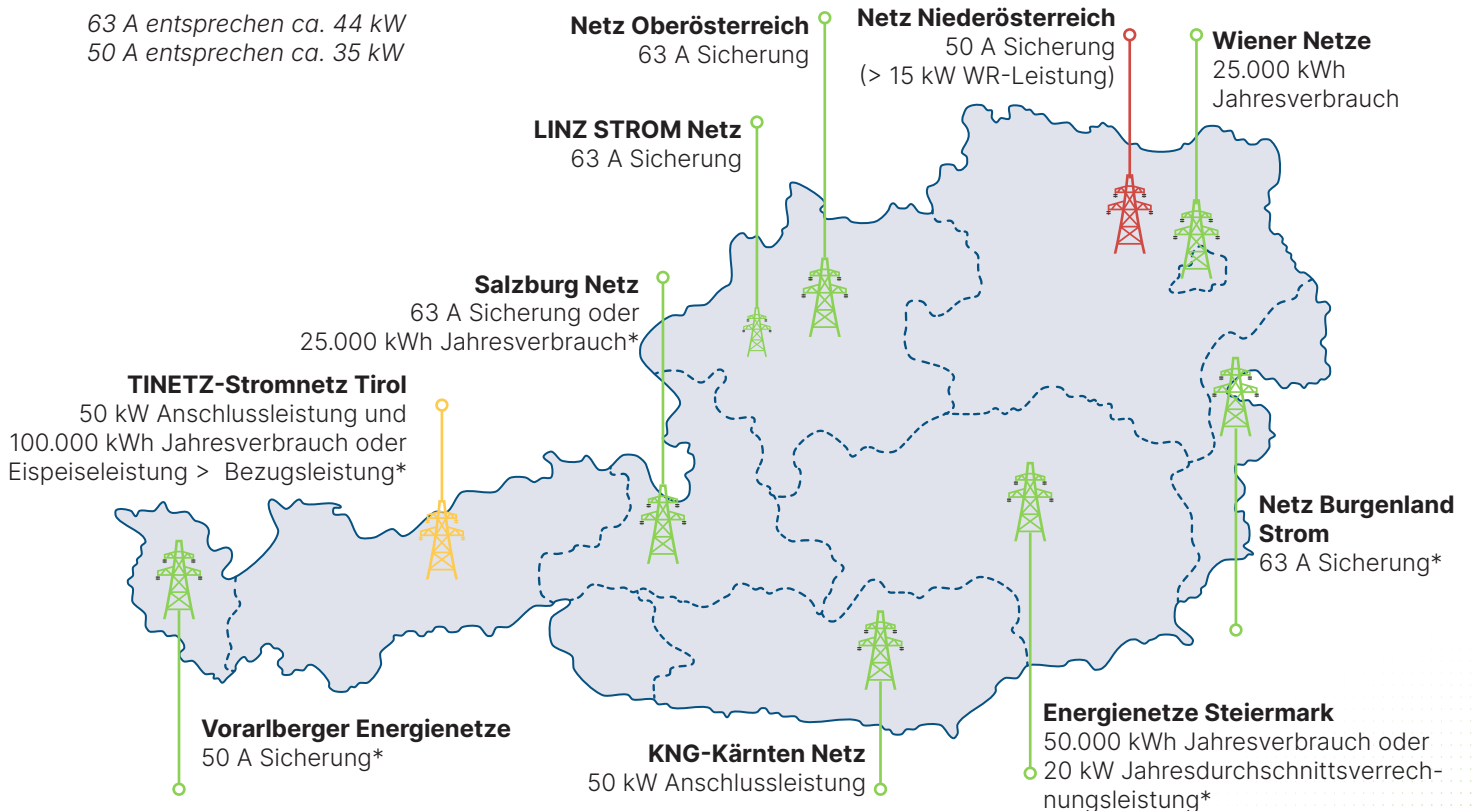 63 A entsprechen ca. 44 kW
50 A entsprechen ca. 35 kW
Netz Oberösterreich
63 A Sicherung
Netz Niederösterreich
50 A Sicherung
(> 15 kW WR-Leistung)
Wiener Netze
25.000 kWh
Jahresverbrauch
LINZ STROM Netz
63 A Sicherung
Salzburg Netz
63 A Sicherung oder
25.000 kWh Jahresverbrauch*
TINETZ-Stromnetz Tirol
50 kW Anschlussleistung und
100.000 kWh Jahresverbrauch oder
Eispeiseleistung > Bezugsleistung*
Netz Burgenland
Strom
63 A Sicherung*
Vorarlberger Energienetze
50 A Sicherung*
KNG-Kärnten Netz
50 kW Anschlussleistung
Energienetze Steiermark
50.000 kWh Jahresverbrauch oder
20 kW Jahresdurchschnittsverrech-
nungsleistung*